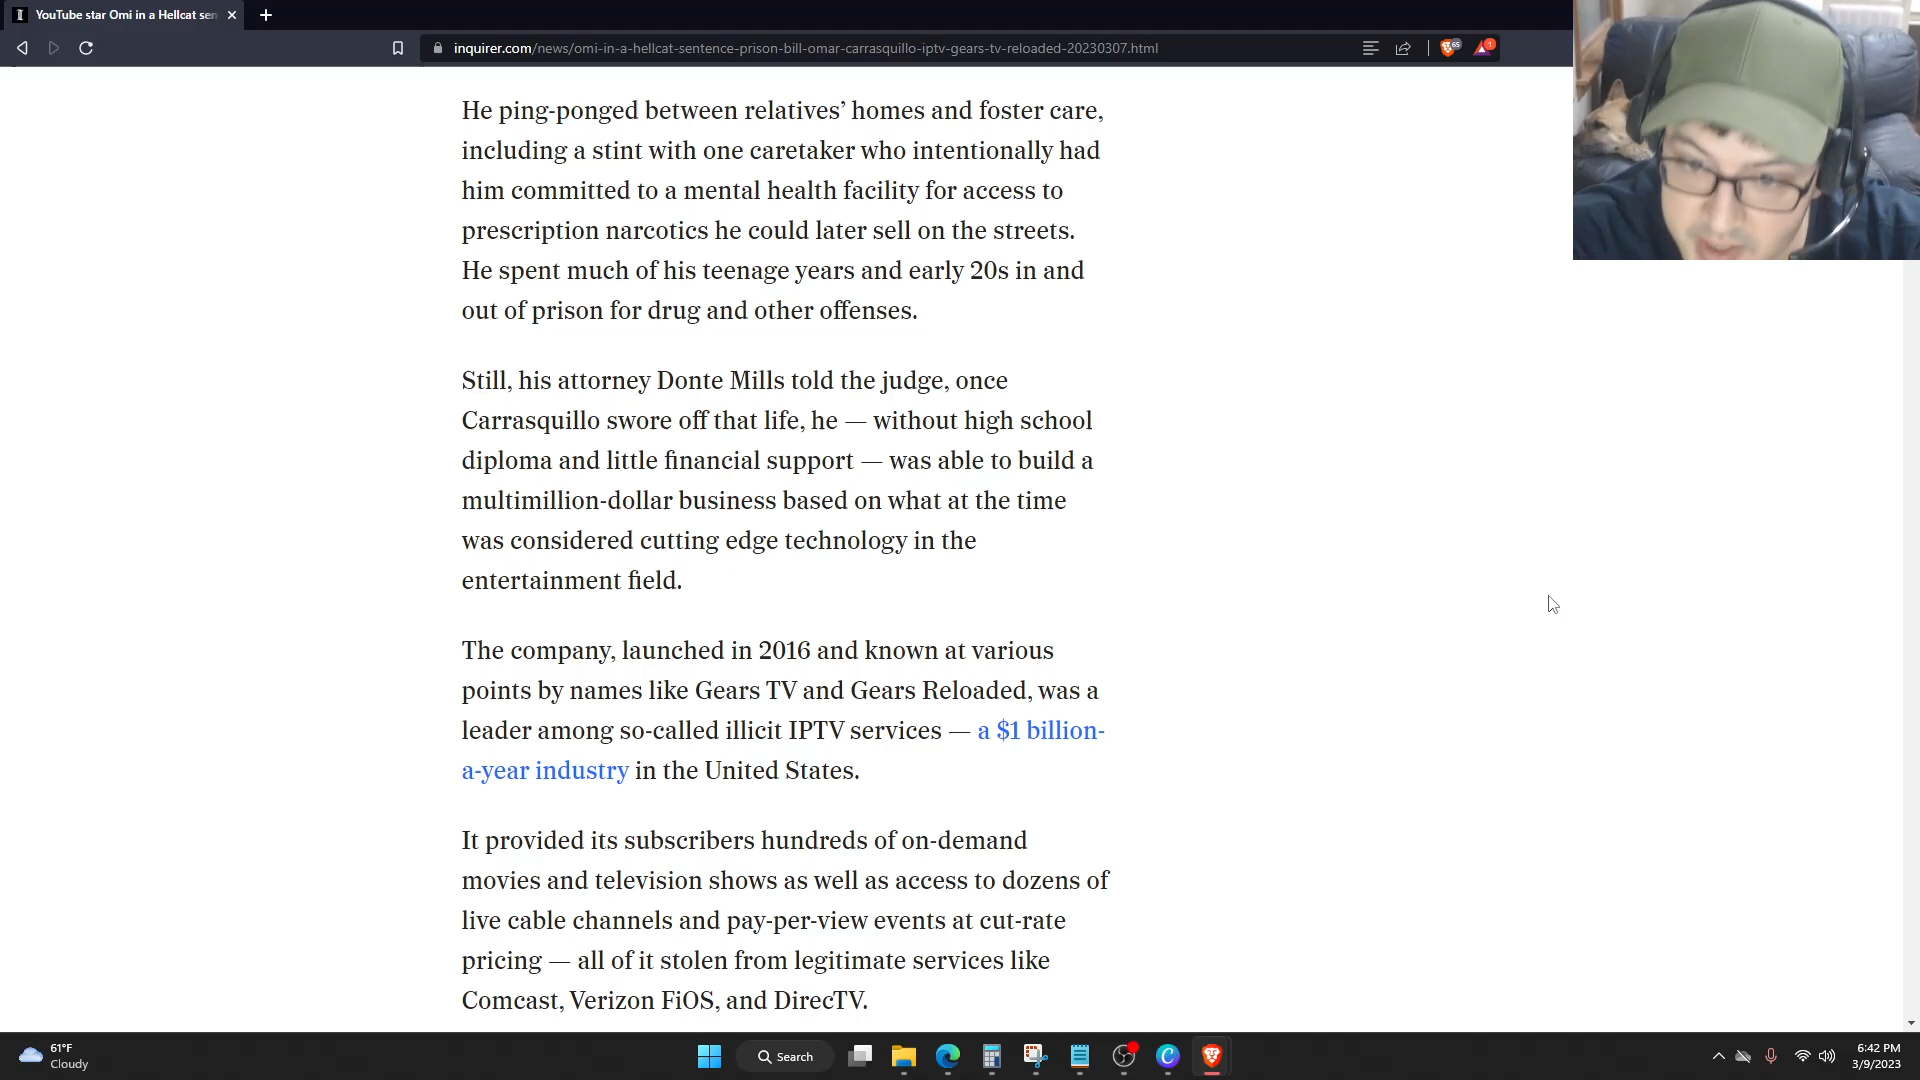 YouTube star Omi in a Hellcat sen
inquirer.com/news/omi-in-a-hellcat-sentence-prison-bill-omar-carrasquillo-iptv-gears-tv-reloaded-20230307.html
65
1
He ping-ponged between relatives’ homes and foster care,
including a stint with one caretaker who intentionally had
him committed to a mental health facility for access to
prescription narcotics he could later sell on the streets.
He spent much of his teenage years and early 20s in and
out of prison for drug and other offenses.
Still, his attorney Donte Mills told the judge, once
Carrasquillo swore off that life, he — without high school
diploma and little financial support — was able to build a
multimillion-dollar business based on what at the time
was considered cutting edge technology in the
entertainment field.
The company, launched in 2016 and known at various
points by names like Gears TV and Gears Reloaded, was a
leader among so-called illicit IPTV services — a $1 billion-
a-year industry in the United States.
It provided its subscribers hundreds of on-demand
movies and television shows as well as access to dozens of
live cable channels and pay-per-view events at cut-rate
pricing — all of it stolen from legitimate services like
Comcast, Verizon FiOS, and DirecTV.
61°F
Cloudy
Search
6:42 PM
3/9/2023